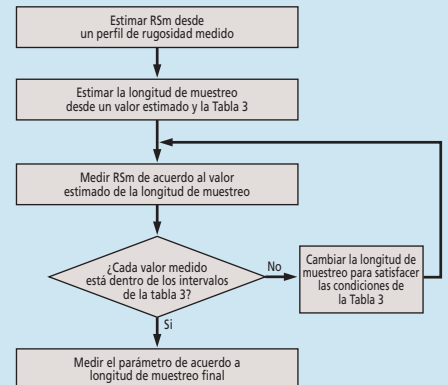 Estimar RSm desde
un perfil de rugosidad medido
Estimar la longitud de muestreo
desde un valor estimado y la Tabla 3
Medir RSm de acuerdo al valor
estimado de la longitud de muestreo
¿Cada valor medido
está dentro de los intervalos
de la tabla 3?
No
Cambiar la longitud de
muestreo para satisfacer
las condiciones de
la Tabla 3
Si
Medir el parámetro de acuerdo a
longitud de muestreo final